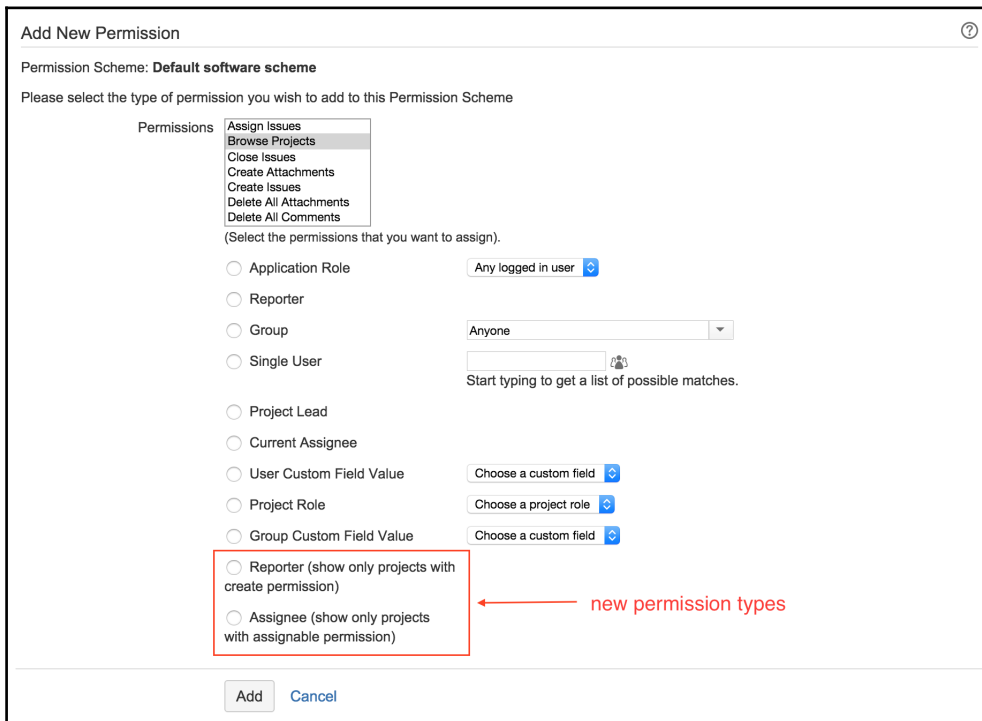 Add New Permission
Permission Scheme: Default software scheme
Please select the type of permission you wish to add to this Permission Scheme
Permissions
Assign Issues
Browse Projects
Close Issues
Create Attachments
Create Issues
Delete All Attachments
Delete All Comments
(Select the permissions that you want to assign).
Application Role Any logged in user
Reporter
Group Anyone
Single User
Start typing to get a list of possible matches.
Project Lead
Current Assignee
User Custom Field Value Choose a custom field
Project Role Choose a project role
Group Custom Field Value Choose a custom field
Reporter (show only projects with
create permission)
new permission types
Assignee (show only projects
with assignable permission)
Add Cancel